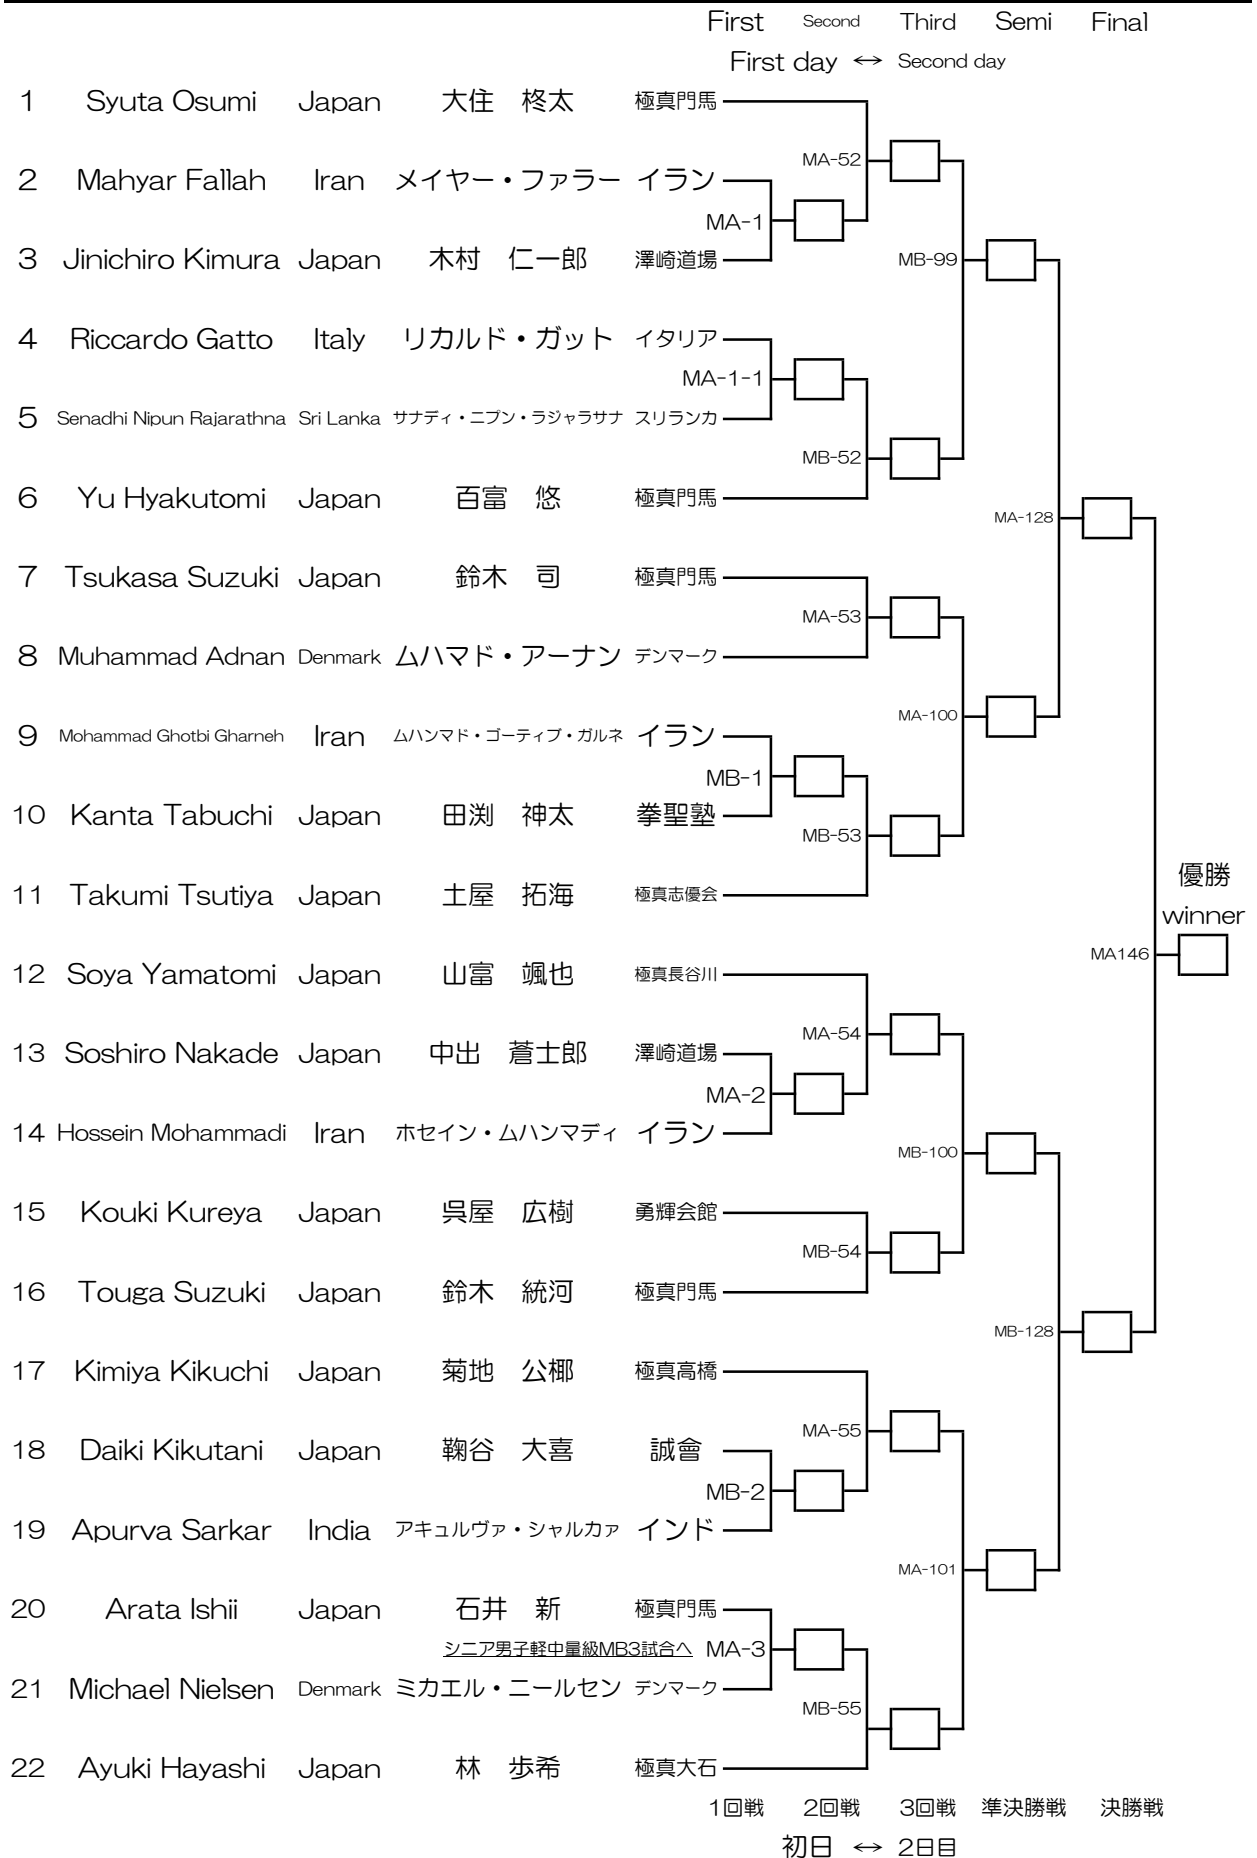 First Second Third Semi Final
First day ↔ Second day
1 Syuta Osumi Japan 大住 柊太 極真門馬
MA-52
2 Mahyar Fallah Iran メイヤー・ファラー イラン
MA-1
3 Jinichiro Kimura Japan 木村 仁一郎 澤崎道場
MB-99
4 Riccardo Gatto Italy リカルド・ガット イタリア
MA-1-1
5 Senadhi Nipun Rajarathna Sri Lanka サナディ・ニプン・ラジャラサナ スリランカ
MB-52
6 Yu Hyakutomi Japan 百富 悠 極真門馬
MA-128
7 Tsukasa Suzuki Japan 鈴木 司 極真門馬
MA-53
8 Muhammad Adnan Denmark ムハマド・アーナン デンマーク
MA-100
9 Mohammad Ghotbi Gharneh Iran ムハンマド・ゴーティブ・ガルネ イラン
MB-1
10 Kanta Tabuchi Japan 田渕 神太 拳聖塾
MB-53
11 Takumi Tsutiya Japan 土屋 拓海 極真志優会
優勝
winner
MA146
12 Soya Yamatomi Japan 山富 颯也 極真長谷川
MA-54
13 Soshiro Nakade Japan 中出 蒼士郎 澤崎道場
MA-2
14 Hossein Mohammadi Iran ホセイン・ムハンマディ イラン
MB-100
15 Kouki Kureya Japan 呉屋 広樹 勇輝会館
MB-54
16 Touga Suzuki Japan 鈴木 統河 極真門馬
MB-128
17 Kimiya Kikuchi Japan 菊地 公椰 極真高橋
MA-55
18 Daiki Kikutani Japan 鞠谷 大喜 誠會
MB-2
19 Apurva Sarkar India アキュルヴァ・シャルカァ インド
MA-101
20 Arata Ishii Japan 石井 新 極真門馬
シニア男子軽中量級MB3試合へ MA-3
21 Michael Nielsen Denmark ミカエル・ニールセン デンマーク
MB-55
22 Ayuki Hayashi Japan 林 歩希 極真大石
1回戦 2回戦 3回戦 準決勝戦 決勝戦
初日 ↔ 2日目